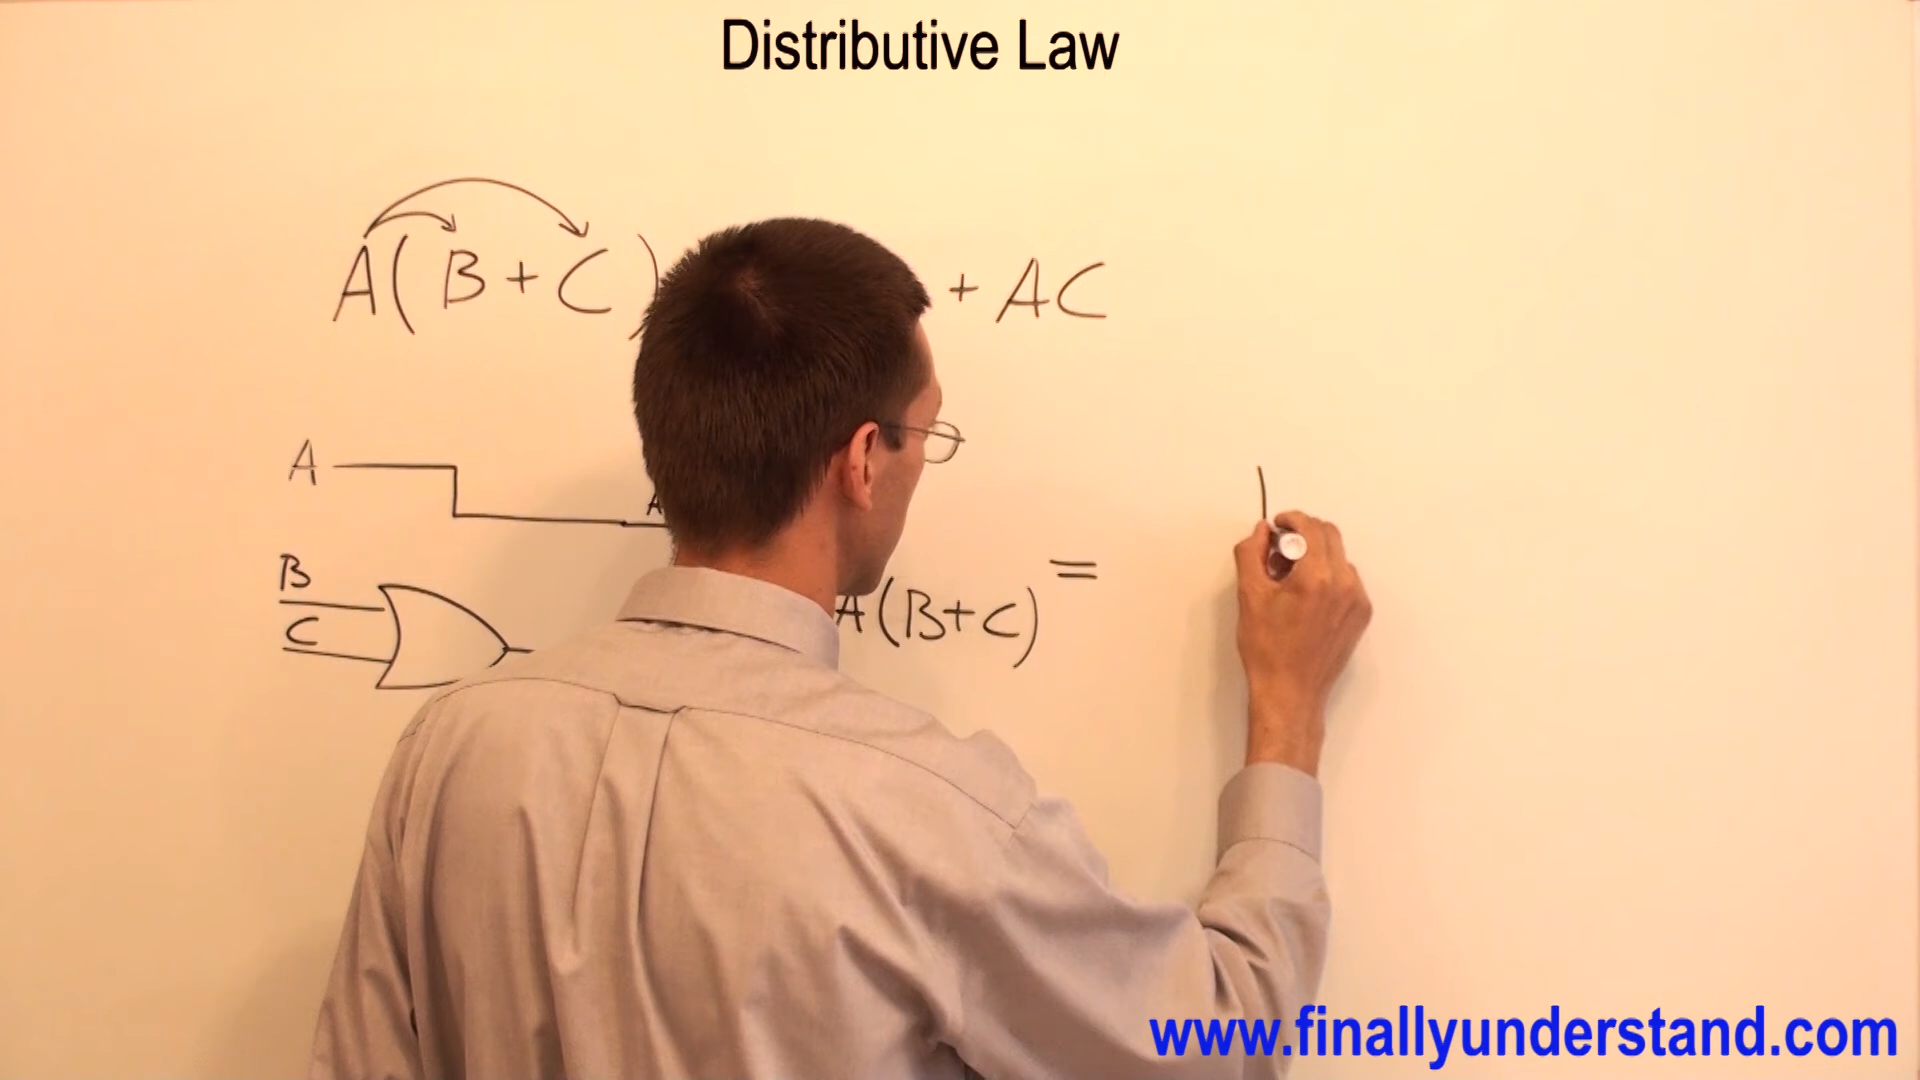 Distributive Law
A(B+C) + AC
A
A
B
C
A(B+C) =
www.finallyunderstand.com